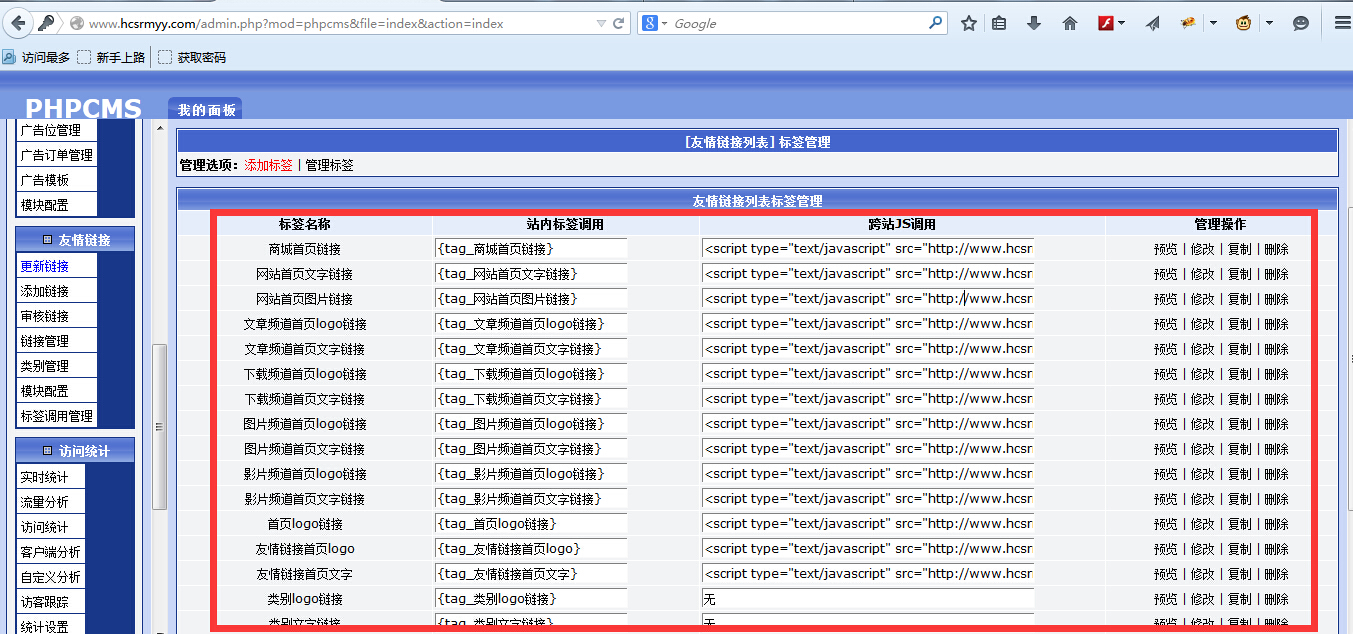 www.hcsrmyy.com/admin.php?mod=phpcms&file=index&action=index
Google
访问最多 新手上路 获取密码
PHPCMS
我的面板
广告位管理
广告订单管理
广告模板
模块配置
友情链接
更新链接
添加链接
审核链接
链接管理
类别管理
模块配置
标签调用管理
访问统计
实时统计
流量分析
访问统计
客户端分析
自定义分析
访客跟踪
统计设置
[友情链接列表] 标签管理
管理选项：添加标签 | 管理标签
友情链接列表标签管理
标签名称 站内标签调用 跨站JS调用 管理操作
商城首页链接 {tag_商城首页链接} <script type="text/javascript" src="http://www.hcsr 预览 | 修改 | 复制 | 删除
网站首页文字链接 {tag_网站首页文字链接} <script type="text/javascript" src="http://www.hcsr 预览 | 修改 | 复制 | 删除
网站首页图片链接 {tag_网站首页图片链接} <script type="text/javascript" src="http://www.hcsr 预览 | 修改 | 复制 | 删除
文章频道首页logo链接 {tag_文章频道首页logo链接} <script type="text/javascript" src="http://www.hcsr 预览 | 修改 | 复制 | 删除
文章频道首页文字链接 {tag_文章频道首页文字链接} <script type="text/javascript" src="http://www.hcsr 预览 | 修改 | 复制 | 删除
下载频道首页logo链接 {tag_下载频道首页logo链接} <script type="text/javascript" src="http://www.hcsr 预览 | 修改 | 复制 | 删除
下载频道首页文字链接 {tag_下载频道首页文字链接} <script type="text/javascript" src="http://www.hcsr 预览 | 修改 | 复制 | 删除
图片频道首页logo链接 {tag_图片频道首页logo链接} <script type="text/javascript" src="http://www.hcsr 预览 | 修改 | 复制 | 删除
图片频道首页文字链接 {tag_图片频道首页文字链接} <script type="text/javascript" src="http://www.hcsr 预览 | 修改 | 复制 | 删除
影片频道首页logo链接 {tag_影片频道首页logo链接} <script type="text/javascript" src="http://www.hcsr 预览 | 修改 | 复制 | 删除
影片频道首页文字链接 {tag_影片频道首页文字链接} <script type="text/javascript" src="http://www.hcsr 预览 | 修改 | 复制 | 删除
首页logo链接 {tag_首页logo链接} <script type="text/javascript" src="http://www.hcsr 预览 | 修改 | 复制 | 删除
友情链接首页logo {tag_友情链接首页logo} <script type="text/javascript" src="http://www.hcsr 预览 | 修改 | 复制 | 删除
友情链接首页文字 {tag_友情链接首页文字} <script type="text/javascript" src="http://www.hcsr 预览 | 修改 | 复制 | 删除
类别logo链接 {tag_类别logo链接} 无 预览 | 修改 | 复制 | 删除
类别文字链接 {tag_类别文字链接} 无 预览 | 修改 | 复制 | 删除